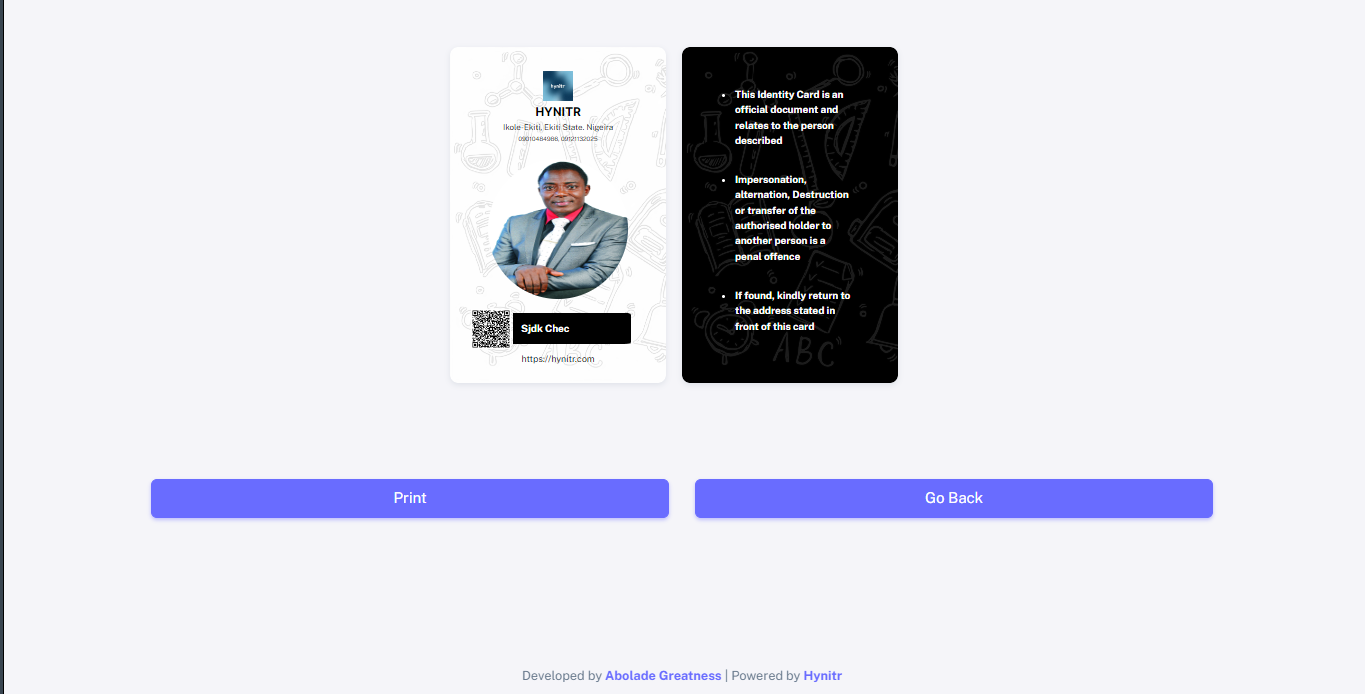 hynitr
HYNITR
Ikole-Ekiti, Ekiti State. Nigeira
09010484986, 09121132025
Sjdk Chec
https://hynitr.com
This Identity Card is an
official document and
relates to the person
described
Impersonation,
alternation, Destruction
or transfer of the
authorised holder to
another person is a
penal offence
If found, kindly return to
the address stated in
front of this card
ABC
Print
Go Back
Developed by Abolade Greatness | Powered by Hynitr